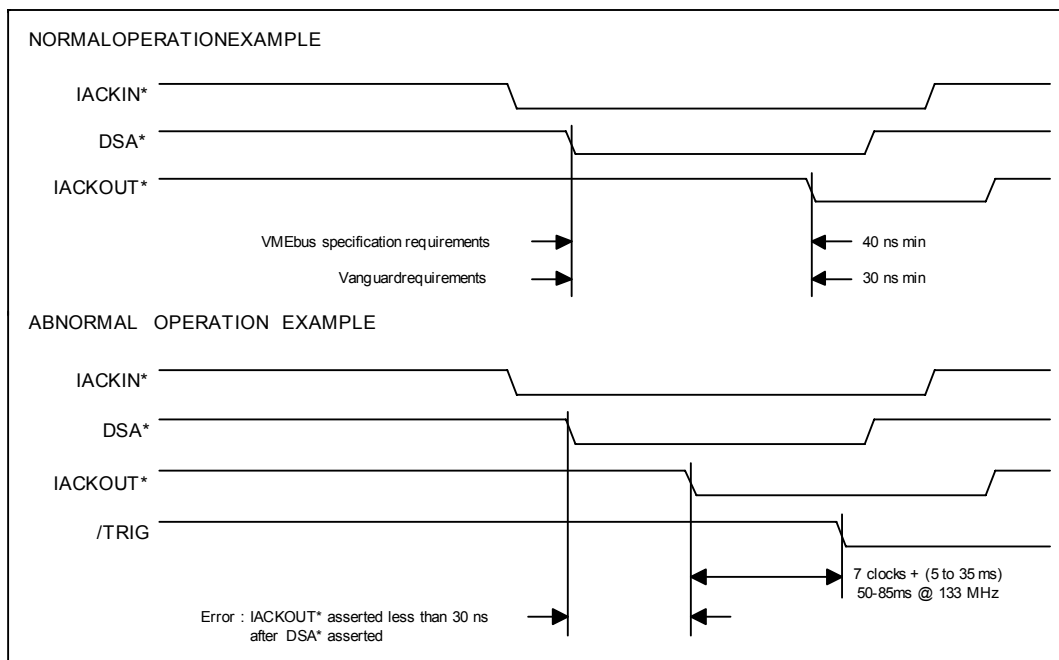 NORMALOPERATIONEXAMPLE
IACKIN*
DSA*
IACKOUT*
VMEbus specification requirements
40 ns min
Vanguardrequirements
30 ns min
ABNORMAL OPERATION EXAMPLE
IACKIN*
DSA*
IACKOUT*
/TRIG
7 clocks + (5 to 35 ms)
50-85ms @ 133 MHz
Error : IACKOUT* asserted less than 30 ns
after DSA* asserted